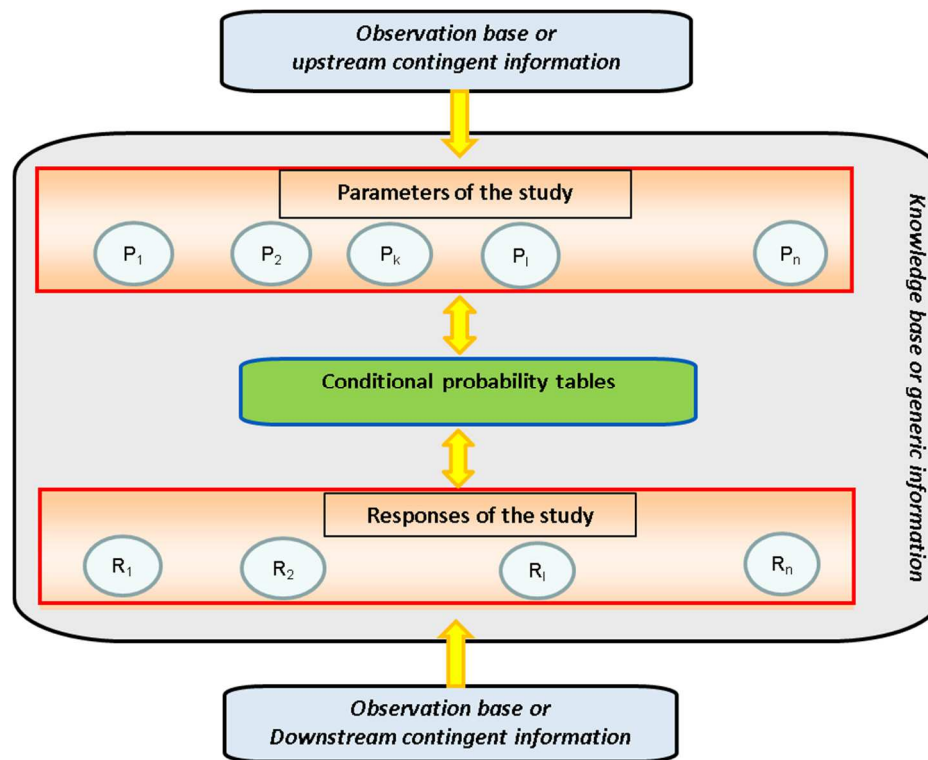 Observation base or
upstream contingent information
Parameters of the study
P₁ P₂ Pₖ Pₗ Pₙ
Knowledge base or generic information
Conditional probability tables
Responses of the study
R₁ R₂ Rₗ Rₙ
Observation base or
Downstream contingent information